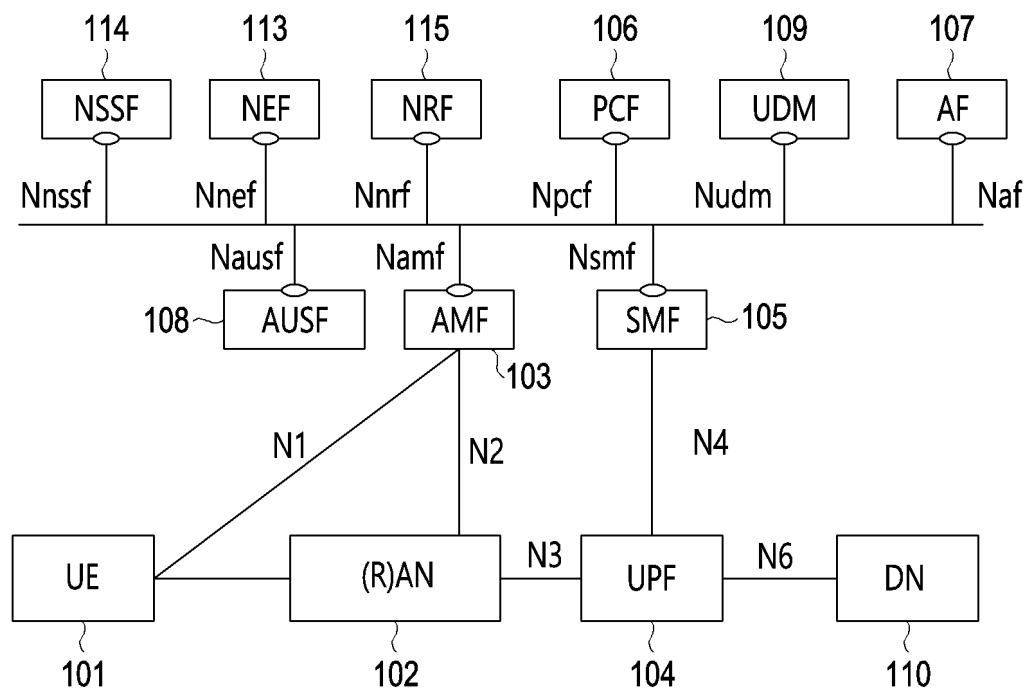 114 113 115 106 109 107
NSSF NEF NRF PCF UDM AF
Nnssf Nnef Nnrf Npcf Nudm Naf
Nausf Namf Nsmf
108 AUSF AMF SMF 105
103
N1 N2 N4
UE (R)AN N3 UPF N6 DN
101 102 104 110